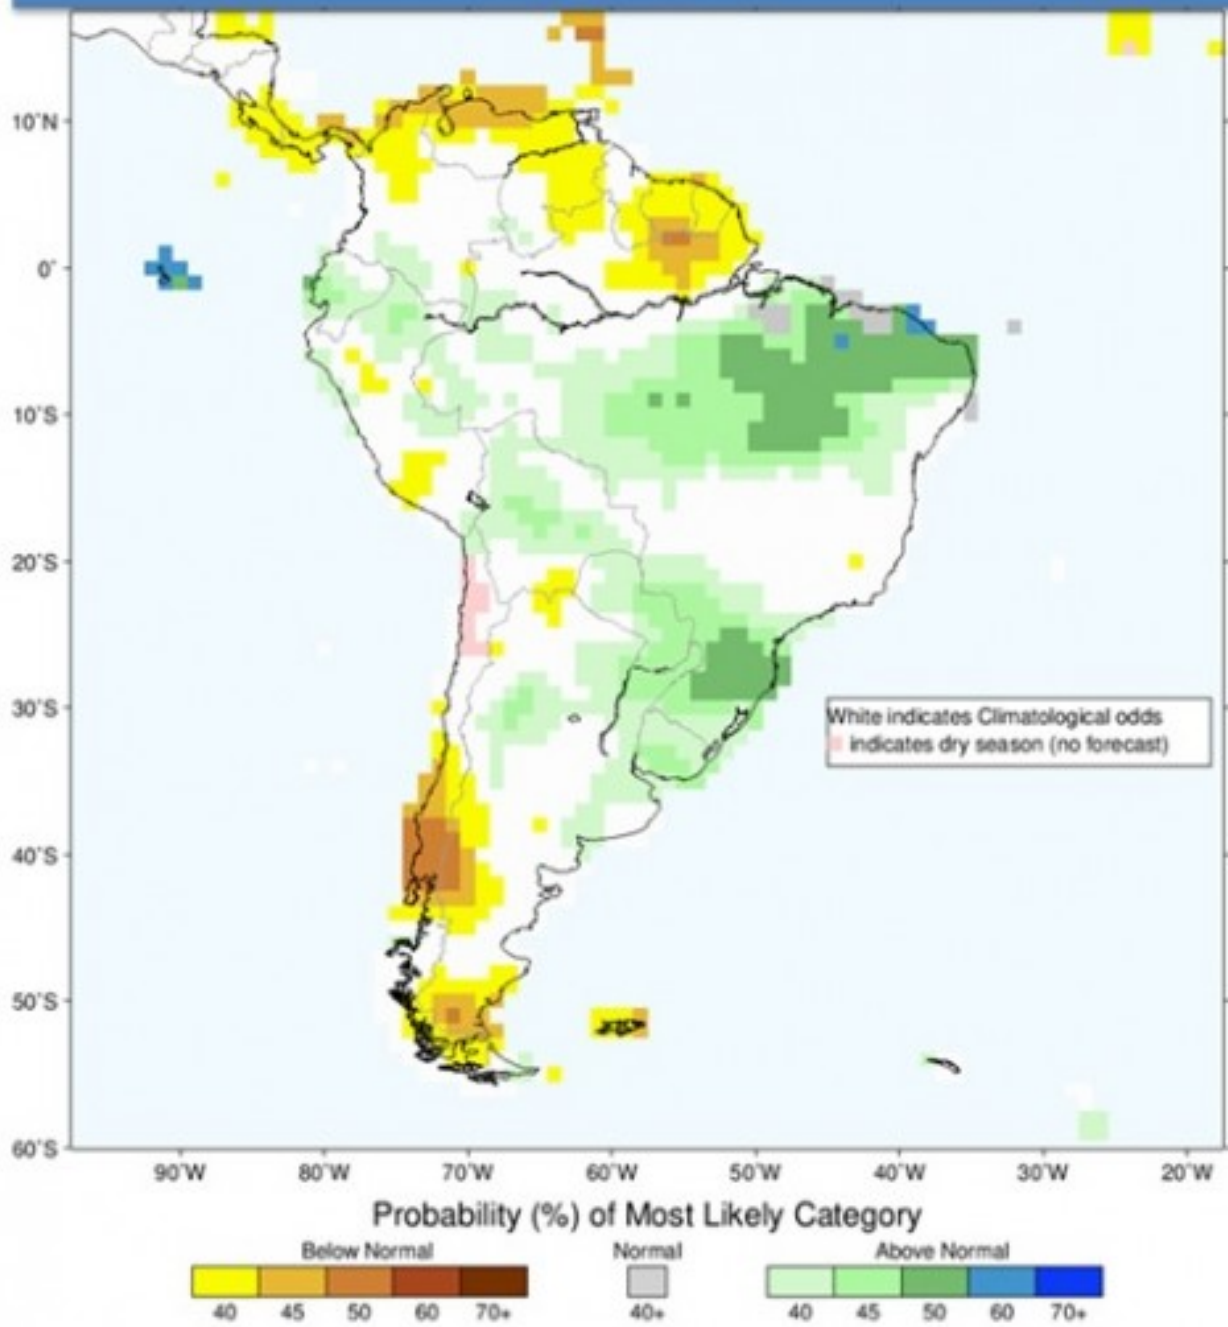 10°N
0°
10°S
20°S
30°S
40°S
50°S
60°S
White indicates Climatological odds
indicates dry season (no forecast)
90°W 80°W 70°W 60°W 50°W 40°W 30°W 20°W
Probability (%) of Most Likely Category
Below Normal Normal Above Normal
40 45 50 60 70+ 40+ 40 45 50 60 70+